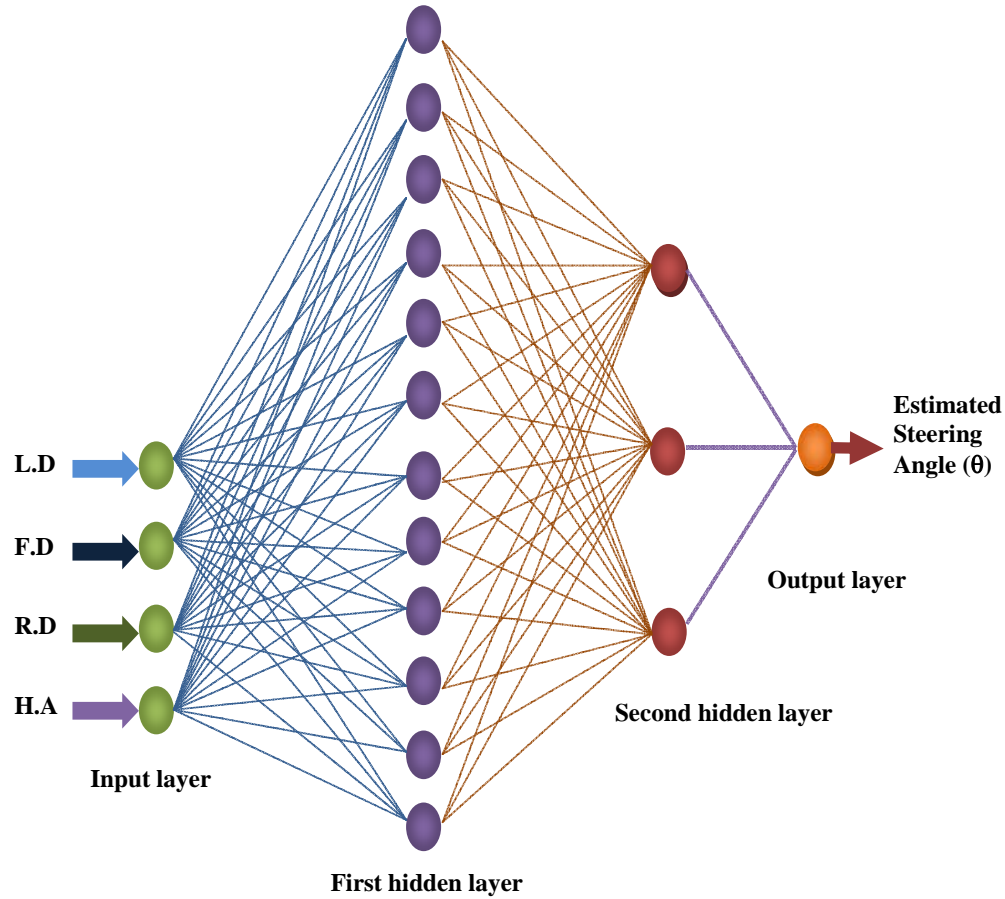 L.D
F.D
R.D
H.A
Input layer
First hidden layer
Second hidden layer
Output layer
Estimated
Steering
Angle (θ)